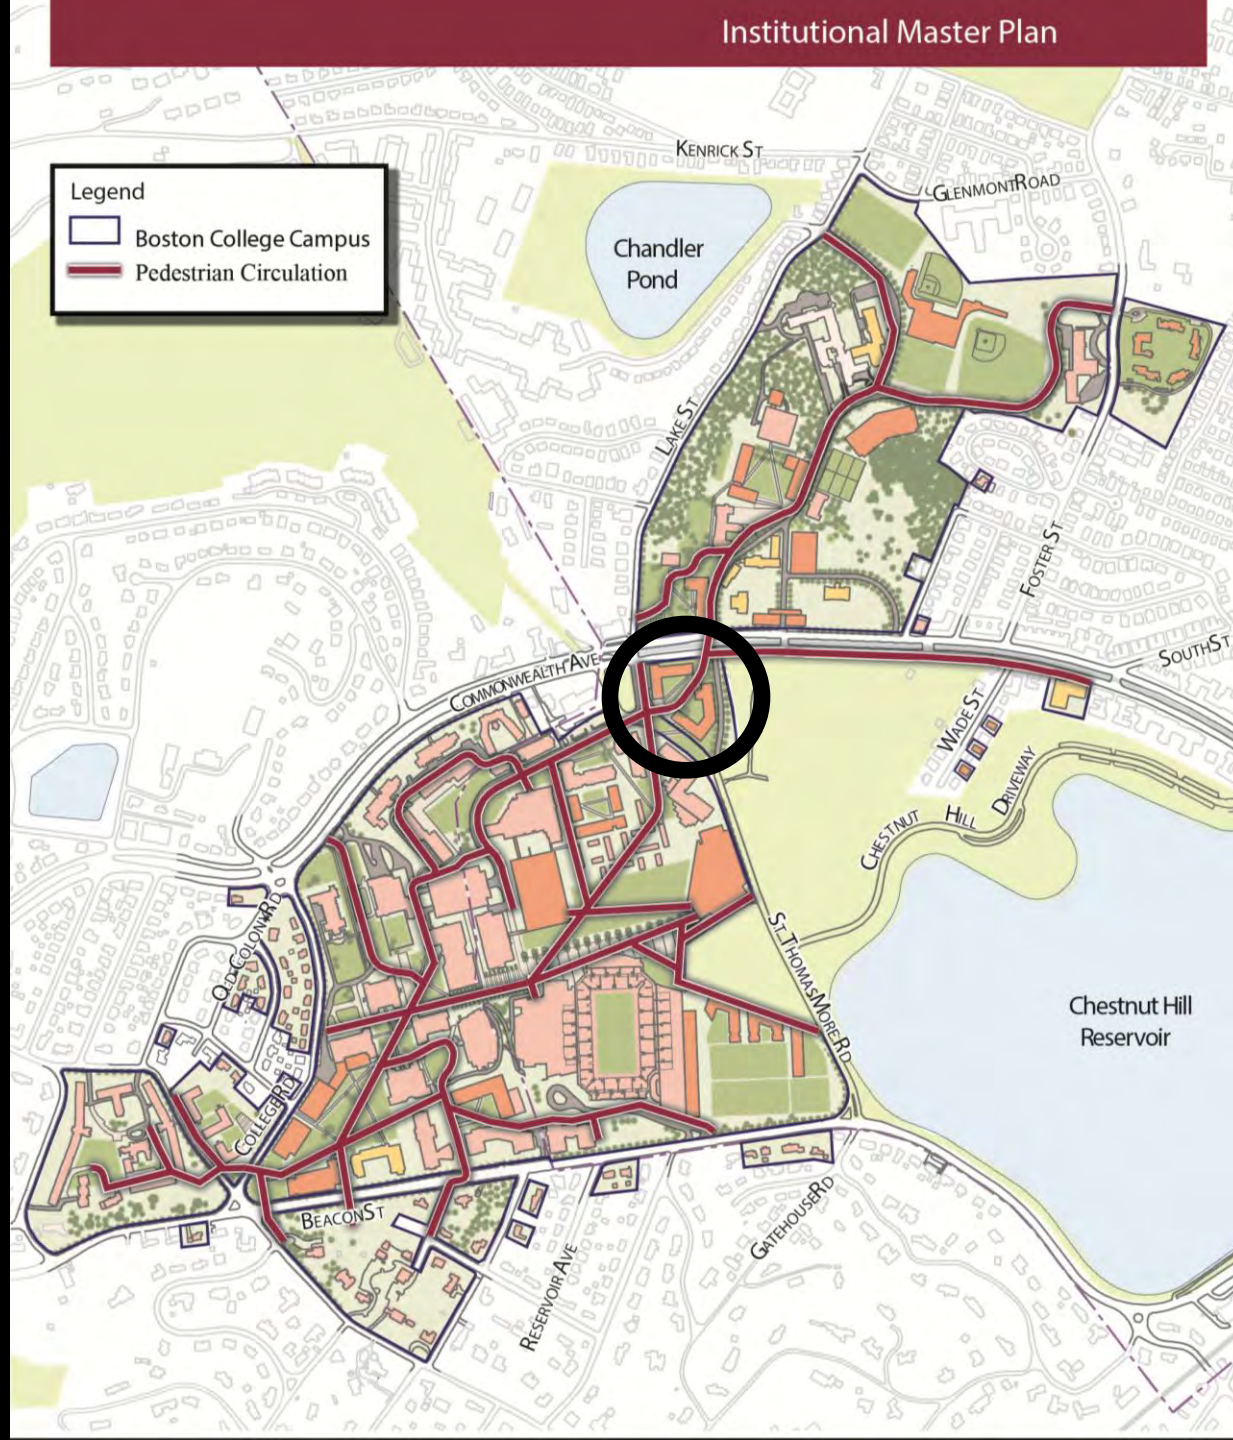 Institutional Master Plan
KENRICK ST
GLENMONT ROAD
Legend
Boston College Campus
Pedestrian Circulation
Chandler
Pond
LAKE ST
FOSTER ST
SOUTH ST
COMMONWEALTH AVE
WADE ST
CHESTNUT HILL DRIVEWAY
OLD COLONY RD
ST. THOMAS MORE RD
Chestnut Hill
Reservoir
COLLEGE RD
BEACON ST
GATEHOUSE RD
RESERVOIR AVE